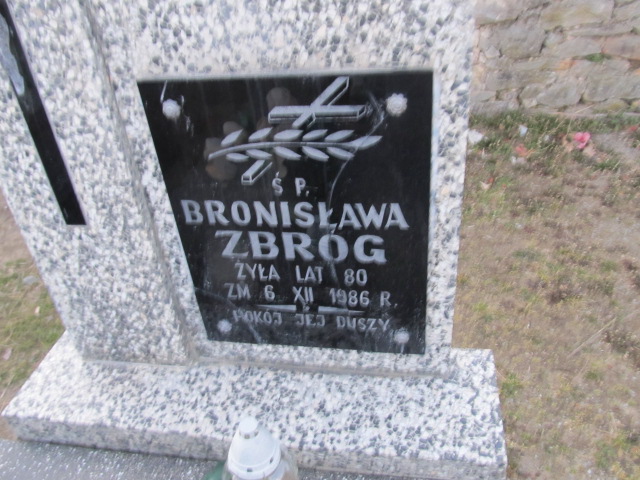 Ś P.
BRONISŁAWA
ZBRÓG
ŻYŁA LAT 80
ZM 6 XII 1986 R.
POKÓJ JEJ DUSZY